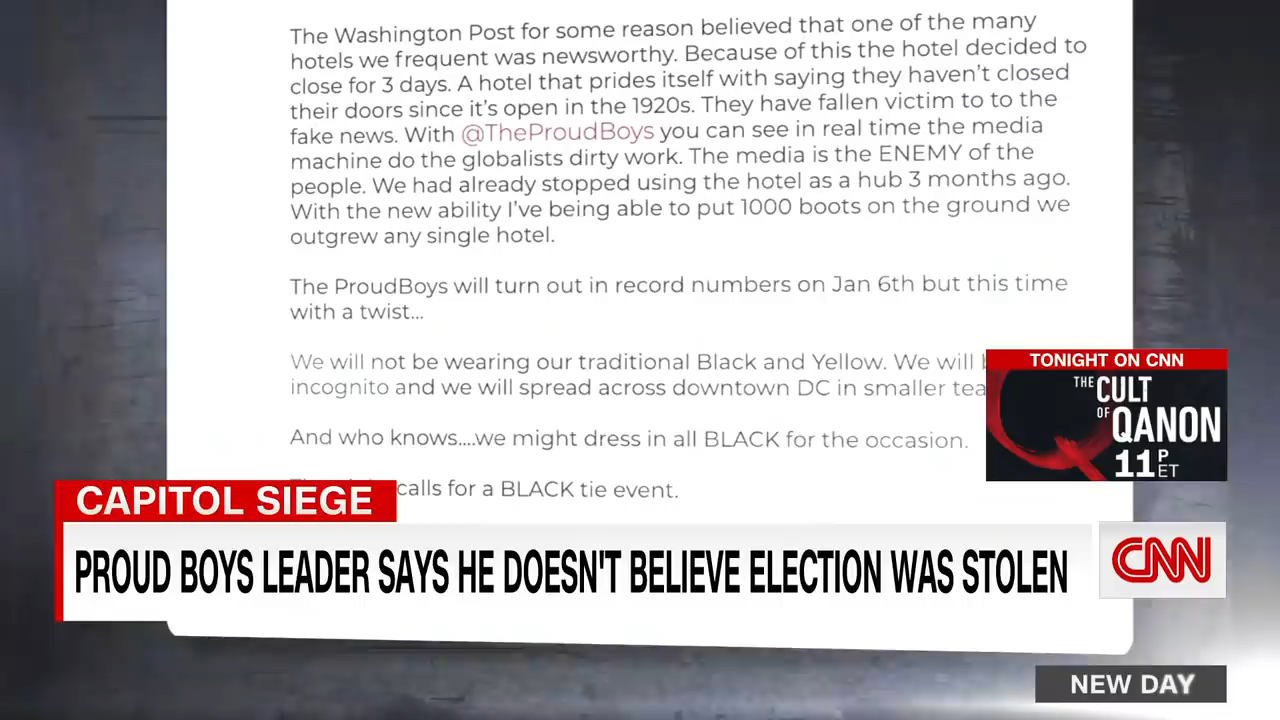 The Washington Post for some reason believed that one of the many
hotels we frequent was newsworthy. Because of this the hotel decided to
close for 3 days. A hotel that prides itself with saying they haven't closed
their doors since it's open in the 1920s. They have fallen victim to to the
fake news. With @TheProudBoys you can see in real time the media
machine do the globalists dirty work. The media is the ENEMY of the
people. We had already stopped using the hotel as a hub 3 months ago.
With the new ability I've being able to put 1000 boots on the ground we
outgrew any single hotel.
The ProudBoys will turn out in record numbers on Jan 6th but this time
with a twist...
We will not be wearing our traditional Black and Yellow. We will
incognito and we will spread across downtown DC in smaller
And who knows....we might dress in all BLACK for the occasion.
calls for a BLACK tie event.
TONIGHT ON CNN
THE
CULT
OF
QANON
11 P
ET
CAPITOL SIEGE
PROUD BOYS LEADER SAYS HE DOESN'T BELIEVE ELECTION WAS STOLEN
CNN
NEW DAY